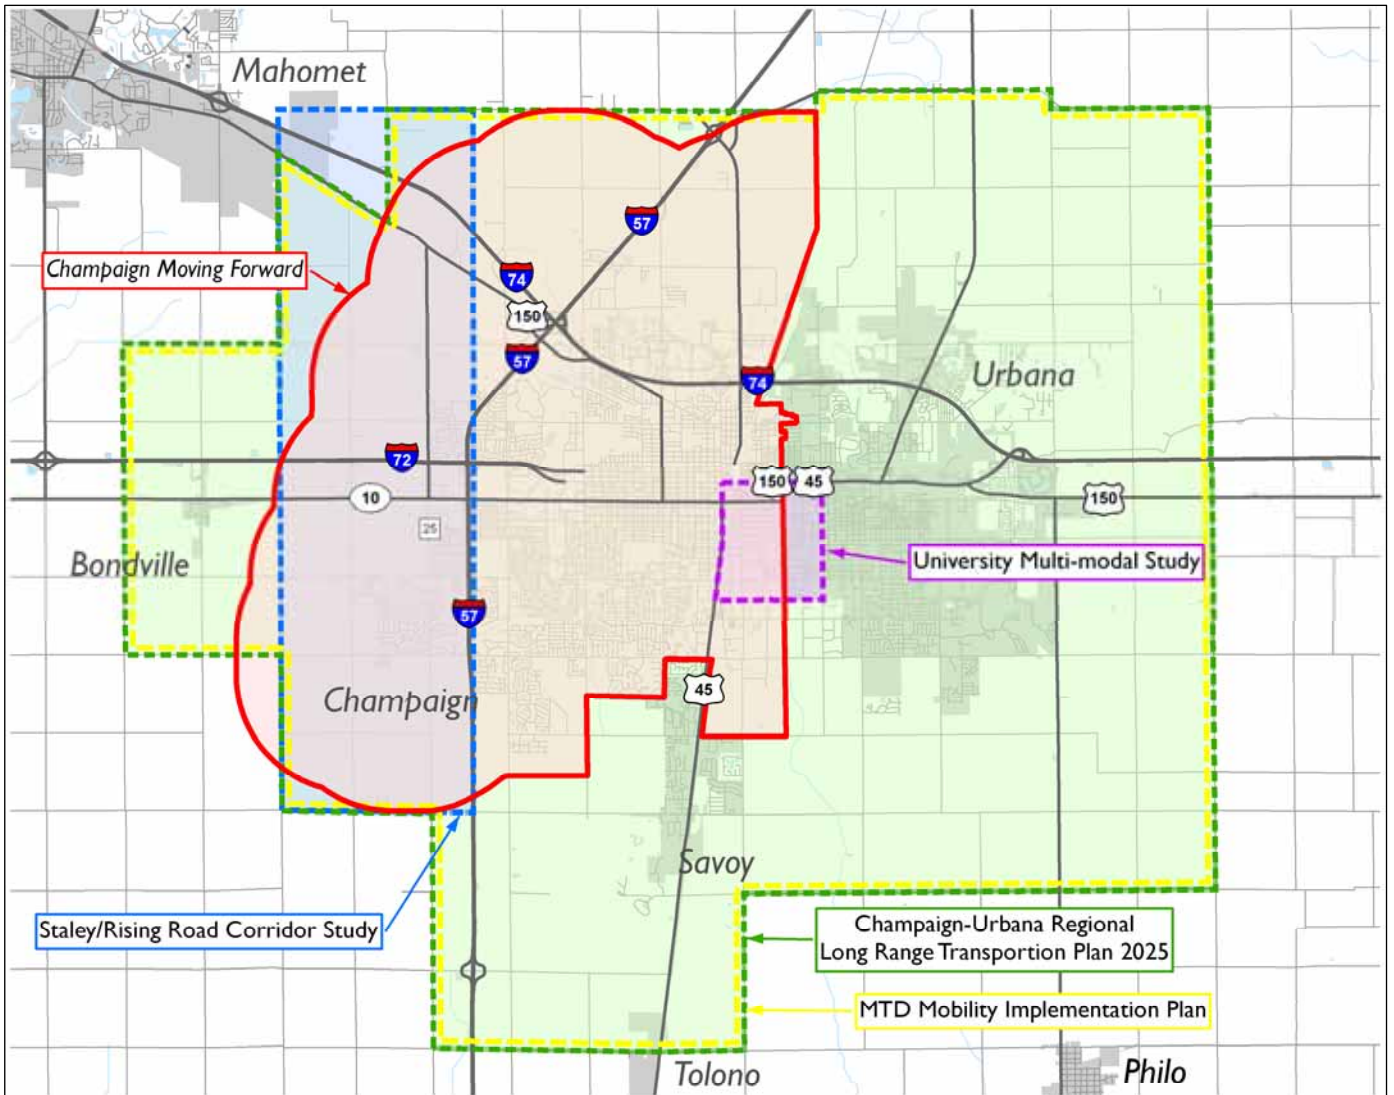 Mahomet
57
Champaign Moving Forward
74
150
57
74
Urbana
72
150
45
10
150
25
Bondville
University Multi-modal Study
57
45
Champaign
Savoy
Staley/Rising Road Corridor Study
Champaign-Urbana Regional
Long Range Transportion Plan 2025
MTD Mobility Implementation Plan
Tolono
Philo